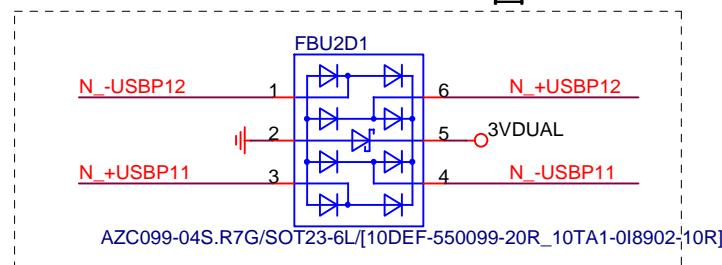 FBU2D1
N_-USBP12 1 6 N_+USBP12
2 5 3VDUAL
N_+USBP11 3 4 N_-USBP11
AZC099-04S.R7G/SOT23-6L/[10DEF-550099-20R_10TA1-0I8902-10R]